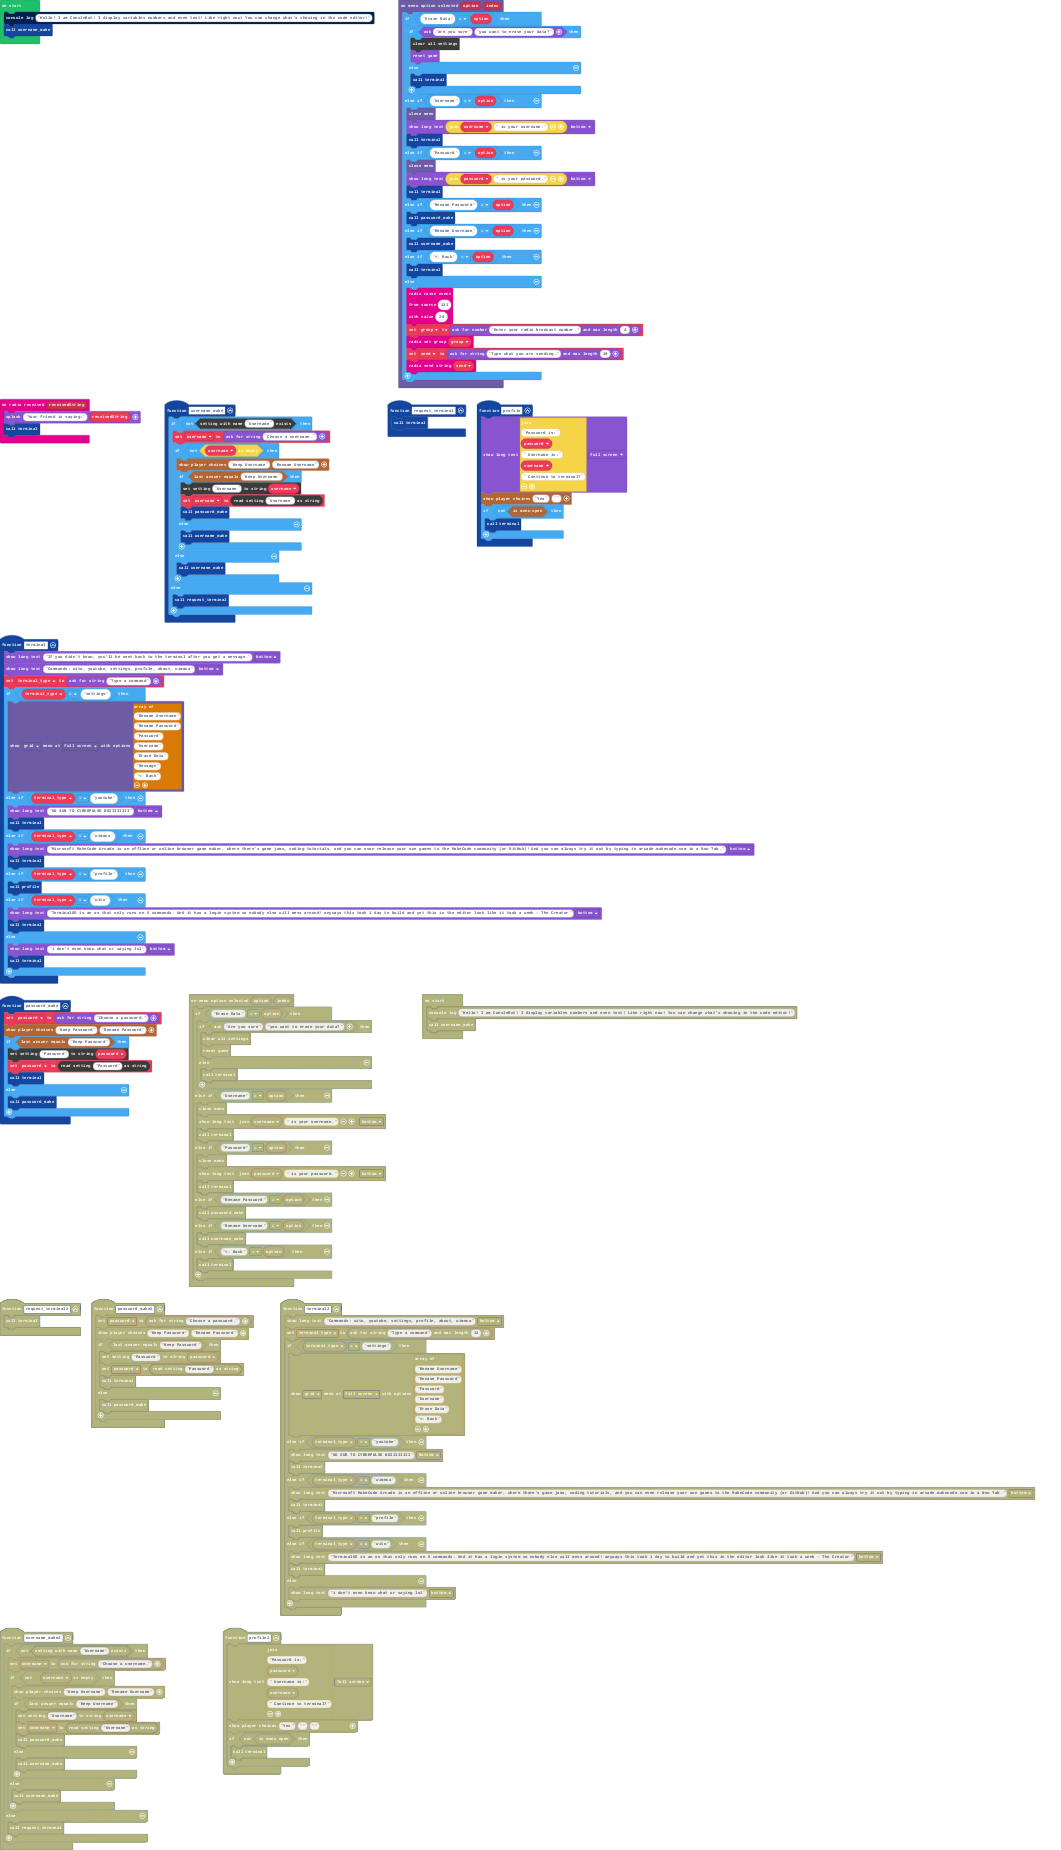 on start
console log "Hello! I am ConsoleBot! I display variables numbers and even text! Like right now! You can change what's showing in the code editor!"
call username_make
on menu option selected option index
if "Erase Data" = option then
if ask "Are you sure" "you want to erase your data?" then
clear all settings
reset game
else
call terminal
else if "Username" = option then
close menu
show long text join username " is your username." bottom
call terminal
else if "Password" = option then
close menu
show long text join password " is your password." bottom
call terminal
else if "Rename Password" = option then
call password_make
else if "Rename Username" = option then
call username_make
else if "<- Back" = option then
call terminal
else
radio raise event
from source
with value
set group to ask for number "Enter your radio broadcast number." and max length
radio set group group
set send to ask for string "Type what you are sending." and max length
radio send string send
on radio received receivedString
splash "Your friend is saying:" receivedString
call terminal
function username_make
if not setting with name "Username" exists then
set username to ask for string "Choose a username."
if not username is empty then
show player choices "Keep Username" "Rename Username"
if last answer equals "Keep Username" then
set setting "Username" to string username
set username to read setting "Username" as string
call password_make
else
call username_make
else
call username_make
else
call request_terminal
function request_terminal
call terminal
function profile
show long text join full screen
"Password is:"
password
" Username is:"
username
" Continue to terminal?"
show player choices "Yes" ""
if not is menu open then
call terminal
function terminal
show long text "If you didn't know, you'll be sent back to the terminal after you get a message." bottom
show long text "Commands: wiio, youtube, settings, profile, about, wimoa" bottom
set terminal_type to ask for string "Type a command"
if terminal_type = "settings" then
show grid menu at full screen with options
array of
"Rename Username"
"Rename Password"
"Password"
"Username"
"Erase Data"
"Message"
"<- Back"
else if terminal_type = "youtube" then
show long text bottom
call terminal
else if terminal_type = then
show long text "Microsoft MakeCode Arcade is an offline or online browser game maker, where there's game jams, coding tutorials, and you can even release your own games to the MakeCode community (or GitHub)! And you can always try it out by typing in arcade.makecode.com in a New Tab." bottom
call terminal
else if terminal_type = "profile" then
call profile
else if terminal_type = then
show long text "TerminalOS is an os that only runs on 5 commands. And it has a login system so nobody else will mess around! anyways this took 1 day to build and yet this in the editor look like it took a week - The Creator" bottom
call terminal
else
show long text "i don't even know what ur saying lol" bottom
call terminal
function password_make
set password to ask for string "Choose a password."
show player choices "Keep Password" "Rename Password"
if last answer equals "Keep Password" then
set setting "Password" to string password
set password to read setting "Password" as string
call terminal
else
call password_make
on menu option selected option index
if "Erase Data" = option then
if ask "Are you sure" "you want to erase your data?" then
clear all settings
reset game
else
call terminal
else if "Username" = option then
close menu
show long text join username " is your username." bottom
call terminal
else if "Password" = option then
close menu
show long text join password " is your password." bottom
call terminal
else if "Rename Password" = option then
call password_make
else if "Rename Username" = option then
call username_make
else if "<- Back" = option then
call terminal
on start
console log "Hello! I am ConsoleBot! I display variables numbers and even text! Like right now! You can change what's showing in the code editor!"
call username_make
function request_terminal2
call terminal
function password_make2
set password to ask for string "Choose a password."
show player choices "Keep Password" "Rename Password"
if last answer equals "Keep Password" then
set setting "Password" to string password
set password to read setting "Password" as string
call terminal
else
call password_make
function terminal2
show long text "Commands: wiio, youtube, settings, profile, about, wimoa" bottom
set terminal_type to ask for string "Type a command" and max length
if terminal_type = "settings" then
show grid menu at full screen with options
array of
"Rename Username"
"Rename Password"
"Password"
"Username"
"Erase Data"
"<- Back"
else if terminal_type = "youtube" then
show long text bottom
call terminal
else if terminal_type = then
show long text "Microsoft MakeCode Arcade is an offline or online browser game maker, where there's game jams, coding tutorials, and you can even release your own games to the MakeCode community (or GitHub)! And you can always try it out by typing in arcade.makecode.com in a New Tab." bottom
call terminal
else if terminal_type = "profile" then
call profile
else if terminal_type = then
show long text "TerminalOS is an os that only runs on 5 commands. And it has a login system so nobody else will mess around! anyways this took 1 day to build and yet this in the editor look like it took a week - The Creator" bottom
call terminal
else
show long text "i don't even know what ur saying lol" bottom
function username_make2
if not setting with name "Username" exists then
set username to ask for string "Choose a username."
if not username is empty then
show player choices "Keep Username" "Rename Username"
if last answer equals "Keep Username" then
set setting "Username" to string username
set username to read setting "Username" as string
call password_make
else
call username_make
else
call username_make
else
call request_terminal
function profile2
show long text join full screen
"Password is:"
password
" Username is:"
username
" Continue to terminal?"
show player choices "Yes" "" ""
if not is menu open then
call terminal